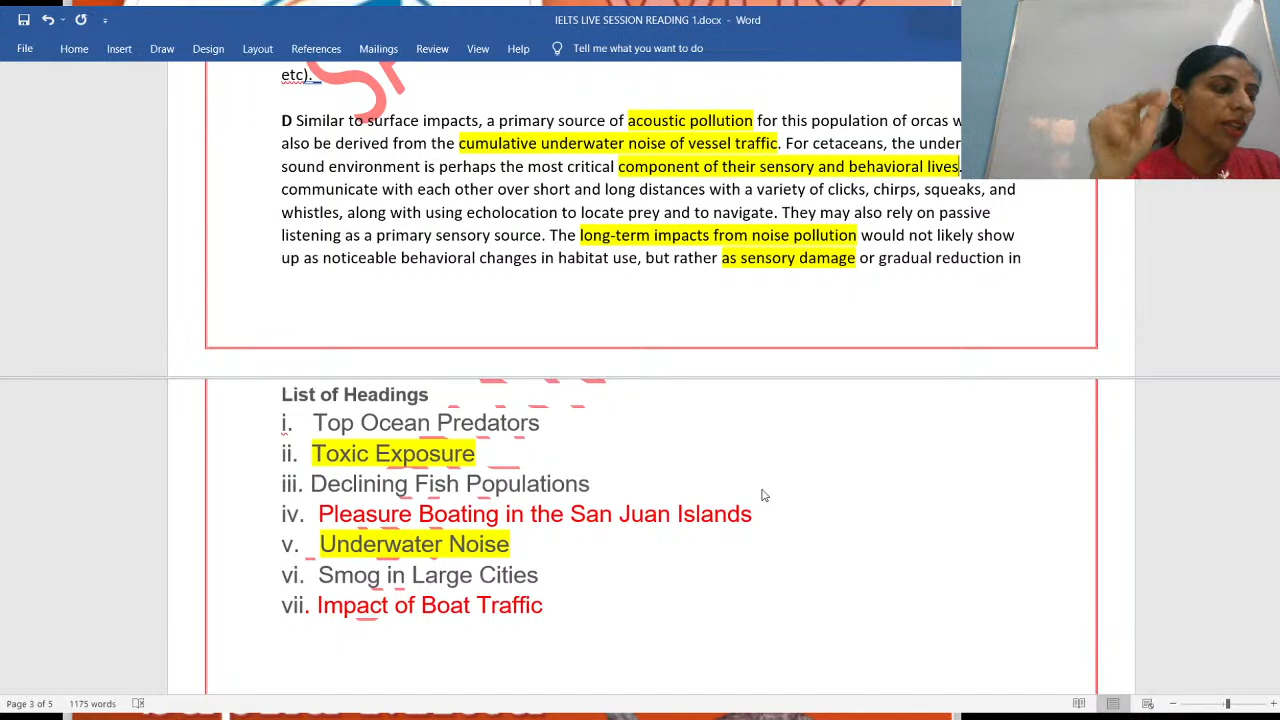 IELTS LIVE SESSION READING 1.docx - Word
File Home Insert Draw Design Layout References Mailings Review View Help Tell me what you want to do
etc).
D Similar to surface impacts, a primary source of acoustic pollution for this population of orcas w
also be derived from the cumulative underwater noise of vessel traffic. For cetaceans, the under
sound environment is perhaps the most critical component of their sensory and behavioral lives.
communicate with each other over short and long distances with a variety of clicks, chirps, squeaks, and
whistles, along with using echolocation to locate prey and to navigate. They may also rely on passive
listening as a primary sensory source. The long-term impacts from noise pollution would not likely show
up as noticeable behavioral changes in habitat use, but rather as sensory damage or gradual reduction in
List of Headings
i. Top Ocean Predators
ii. Toxic Exposure
iii. Declining Fish Populations
iv. Pleasure Boating in the San Juan Islands
v. Underwater Noise
vi. Smog in Large Cities
vii. Impact of Boat Traffic
Page 3 of 5 1175 words